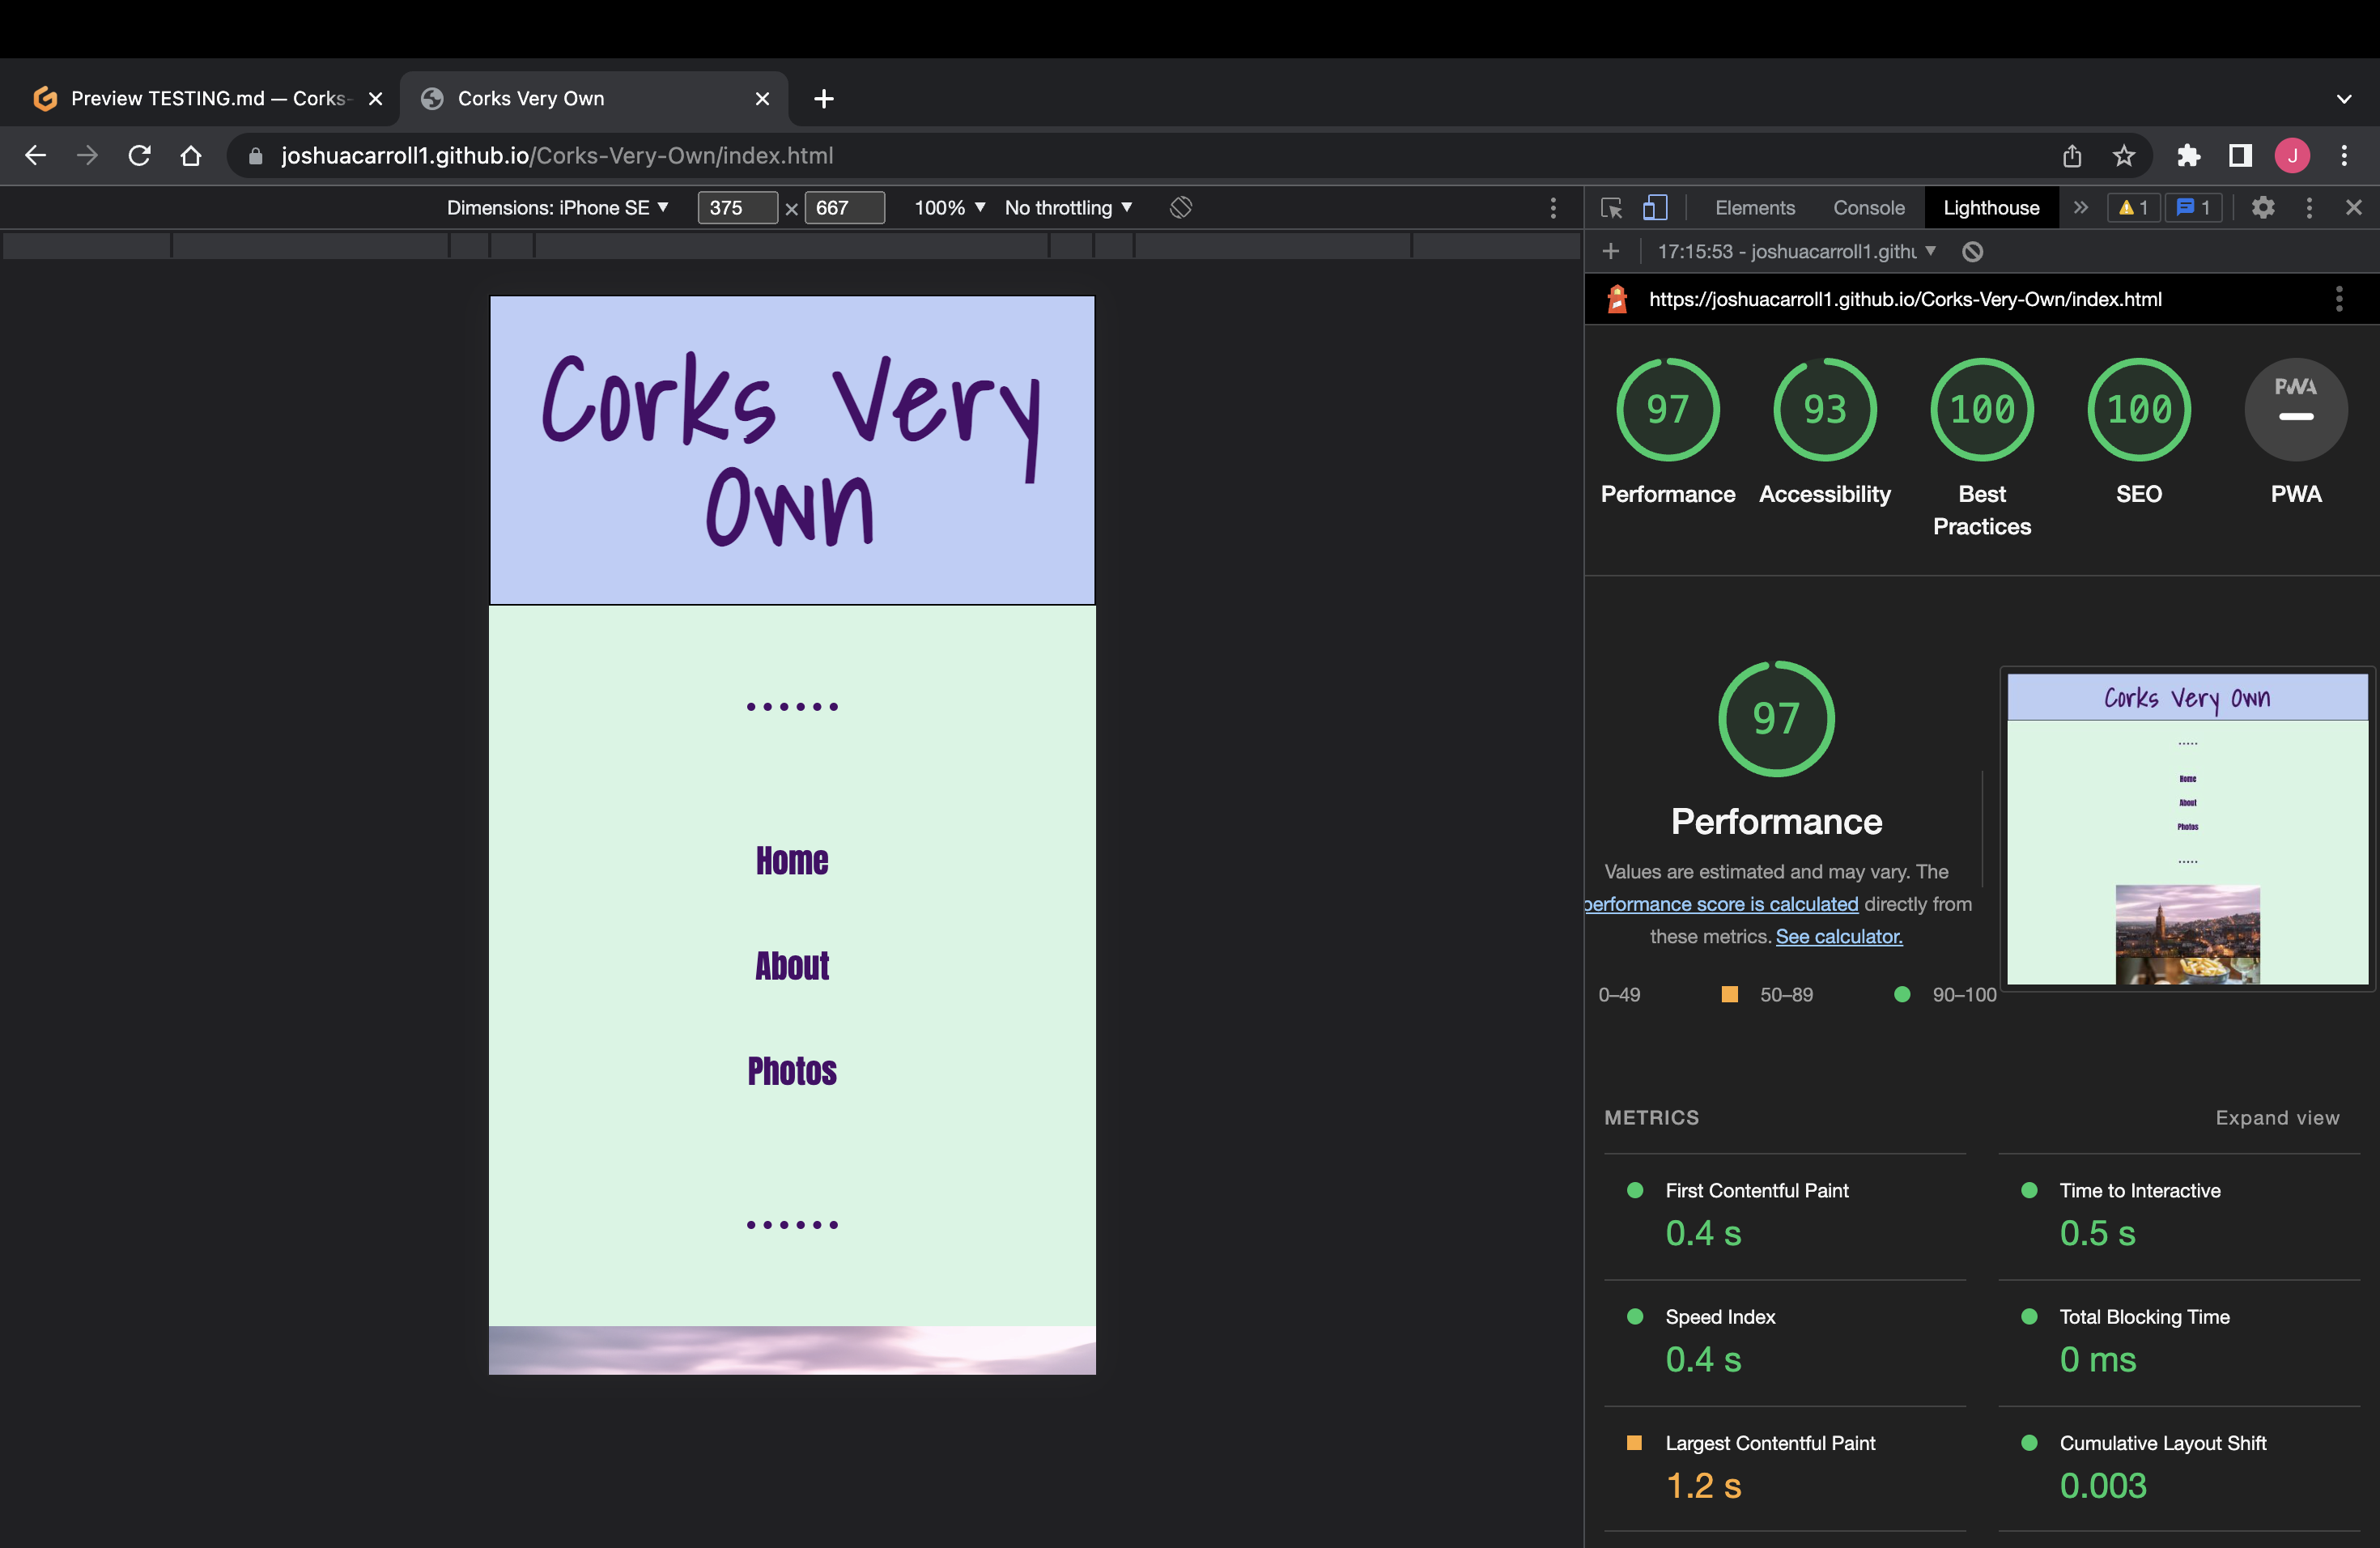 Preview TESTING.md — Corks-
Corks Very Own
joshuacarroll1.github.io/Corks-Very-Own/index.html
J
Dimensions: iPhone SE ▼ 375 × 667 100% ▼ No throttling ▼
Elements Console Lighthouse » 1 1
17:15:53 - joshuacarroll1.githu ▼
https://joshuacarroll1.github.io/Corks-Very-Own/index.html
Corks Very
Own
••••••
Home
About
Photos
••••••
97 93 100 100 PWA
Performance Accessibility Best
Practices SEO PWA
97
Performance
Values are estimated and may vary. The
performance score is calculated directly from
these metrics. See calculator.
0–49 50–89 90–100
Corks Very Own
•••••
Home
About
Photos
•••••
METRICS Expand view
First Contentful Paint
0.4 s
Time to Interactive
0.5 s
Speed Index
0.4 s
Total Blocking Time
0 ms
Largest Contentful Paint
1.2 s
Cumulative Layout Shift
0.003